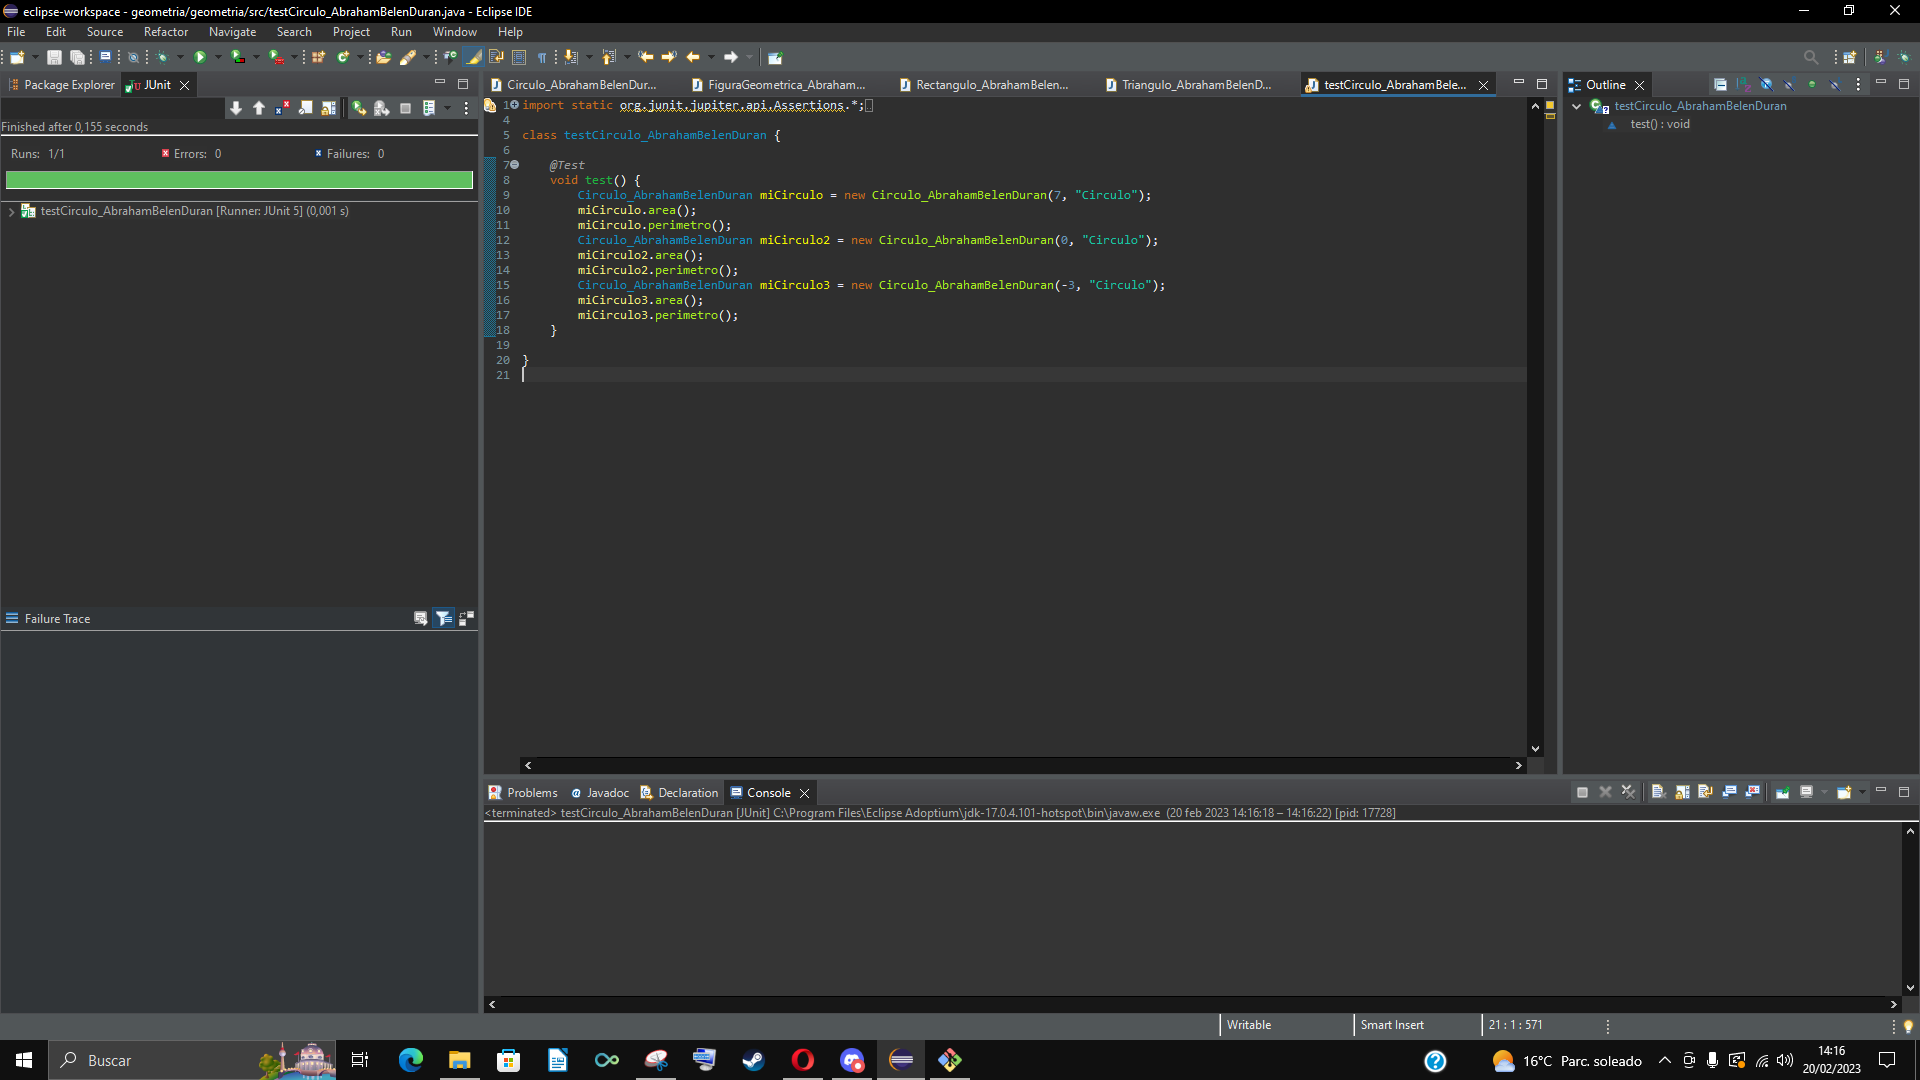 eclipse-workspace - geometria/geometria/src/testCirculo_AbrahamBelenDuran.java - Eclipse IDE
File Edit Source Refactor Navigate Search Project Run Window Help
Package Explorer JUnit
Finished after 0,155 seconds
Runs: 1/1 Errors: 0 Failures: 0
testCirculo_AbrahamBelenDuran [Runner: JUnit 5] (0,001 s)
Failure Trace
Circulo_AbrahamBelenDur... FiguraGeometrica_Abraham... Rectangulo_AbrahamBelen... Triangulo_AbrahamBelenD... testCirculo_AbrahamBele...
1 import static org.junit.jupiter.api.Assertions.*;
4
5 class testCirculo_AbrahamBelenDuran {
6
7 @Test
8 void test() {
9 Circulo_AbrahamBelenDuran miCirculo = new Circulo_AbrahamBelenDuran(7, "Circulo");
10 miCirculo.area();
11 miCirculo.perimetro();
12 Circulo_AbrahamBelenDuran miCirculo2 = new Circulo_AbrahamBelenDuran(0, "Circulo");
13 miCirculo2.area();
14 miCirculo2.perimetro();
15 Circulo_AbrahamBelenDuran miCirculo3 = new Circulo_AbrahamBelenDuran(-3, "Circulo");
16 miCirculo3.area();
17 miCirculo3.perimetro();
18 }
19
20 }
21
Outline
testCirculo_AbrahamBelenDuran
test() : void
Problems Javadoc Declaration Console
<terminated> testCirculo_AbrahamBelenDuran [JUnit] C:\Program Files\Eclipse Adoptium\jdk-17.0.4.101-hotspot\bin\javaw.exe (20 feb 2023 14:16:18 – 14:16:22) [pid: 17728]
Writable Smart Insert 21 : 1 : 571
Buscar
16°C Parc. soleado
14:16
20/02/2023